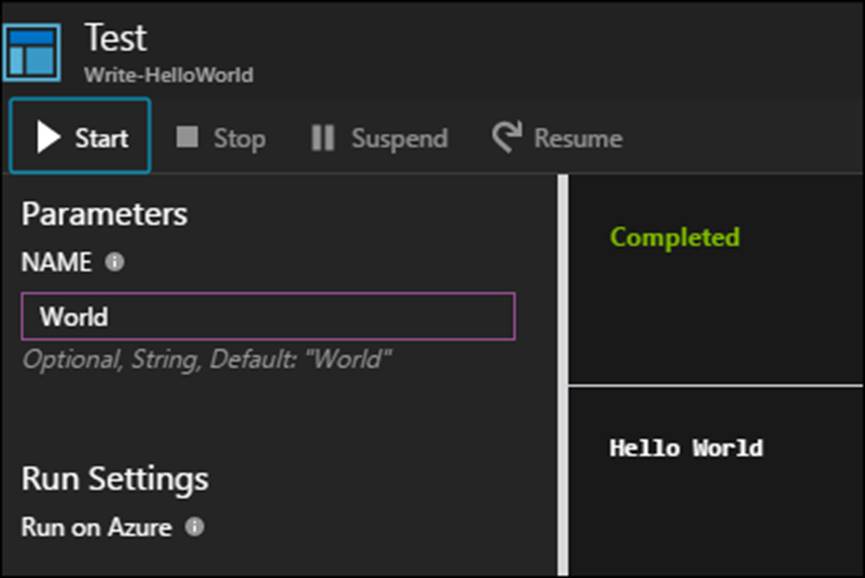 Test
Write-HelloWorld
Start
Stop
Suspend
Resume
Parameters
NAME
World
Optional, String, Default: "World"
Run Settings
Run on Azure
Completed
Hello World